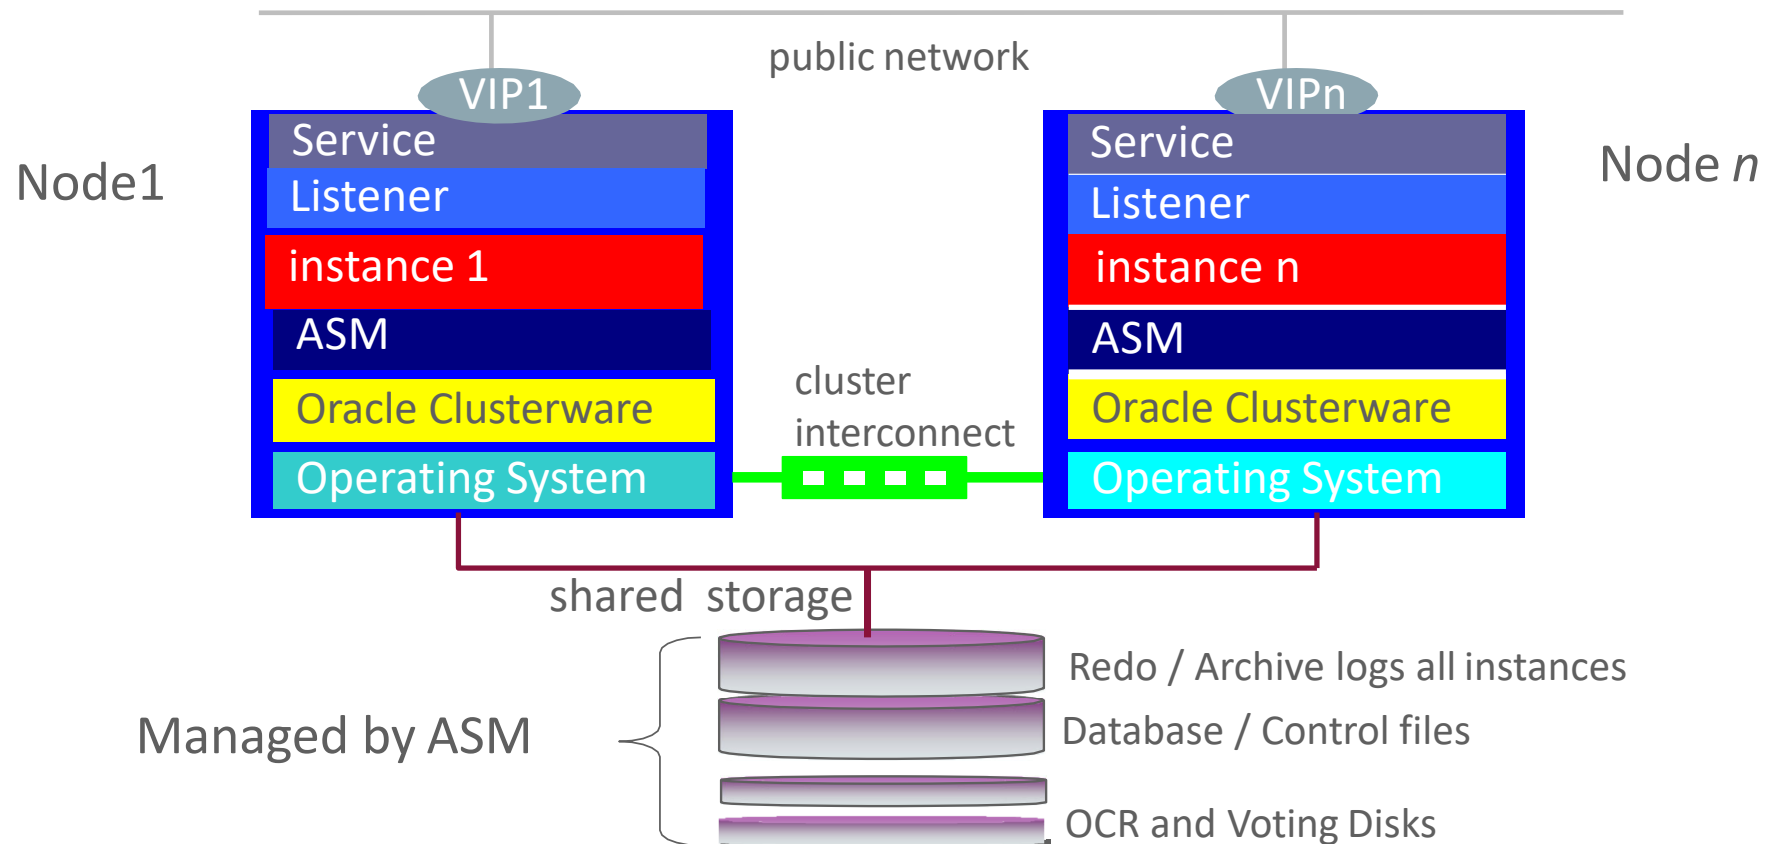 public network
VIP1
VIPn
Node1
Service
Listener
instance 1
ASM
Oracle Clusterware
Operating System
cluster
interconnect
Service
Listener
instance n
ASM
Oracle Clusterware
Operating System
Node n
shared storage
Managed by ASM
Redo / Archive logs all instances
Database / Control files
OCR and Voting Disks